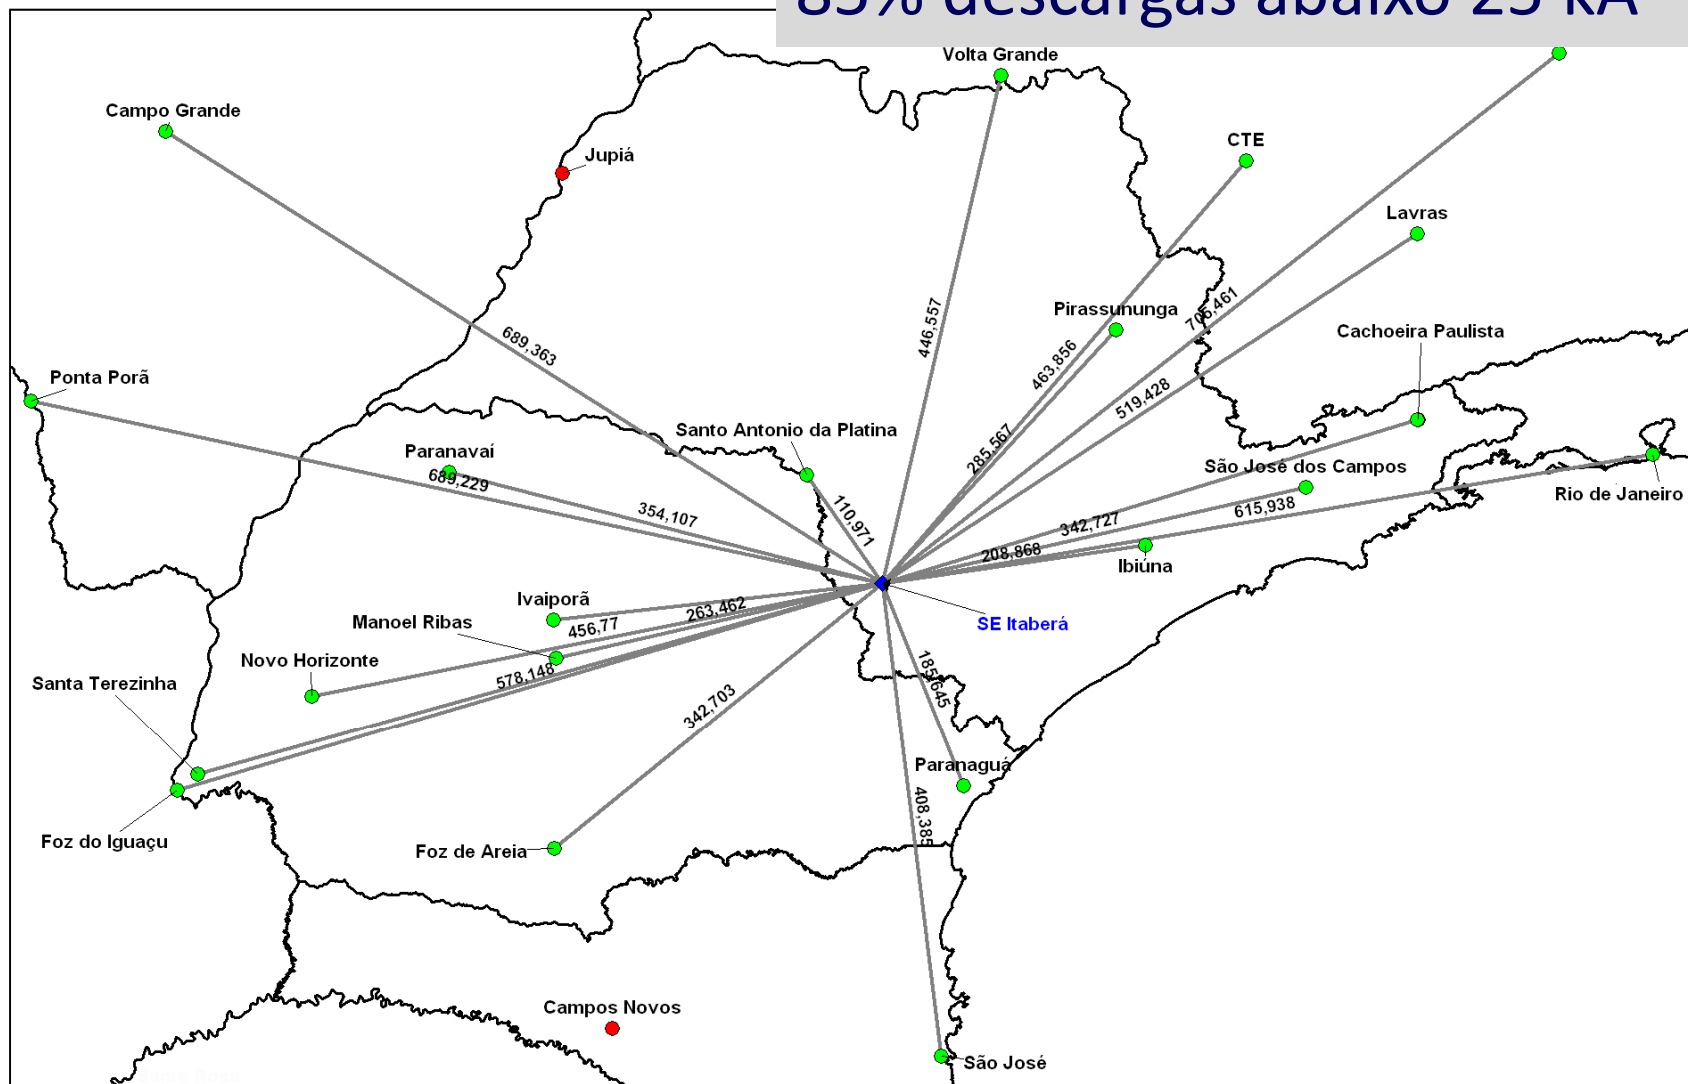 85% descargas abaixo 25 kA
Volta Grande
Campo Grande
CTE
Jupiá
Lavras
Pirassununga
706,461
446,557
Cachoeira Paulista
689,363
463,856
Ponta Porã
519,428
Santo Antonio da Platina
Paranavaí
285,567
São José dos Campos
689,229
Rio de Janeiro
354,107
110,971
615,938
342,727
208,868
Ibiúna
Ivaiporã
263,462
Manoel Ribas
456,77
SE Itaberá
Novo Horizonte
578,148
185,645
Santa Terezinha
342,703
Paranaguá
408,385
Foz do Iguaçu
Foz de Areia
Campos Novos
São José